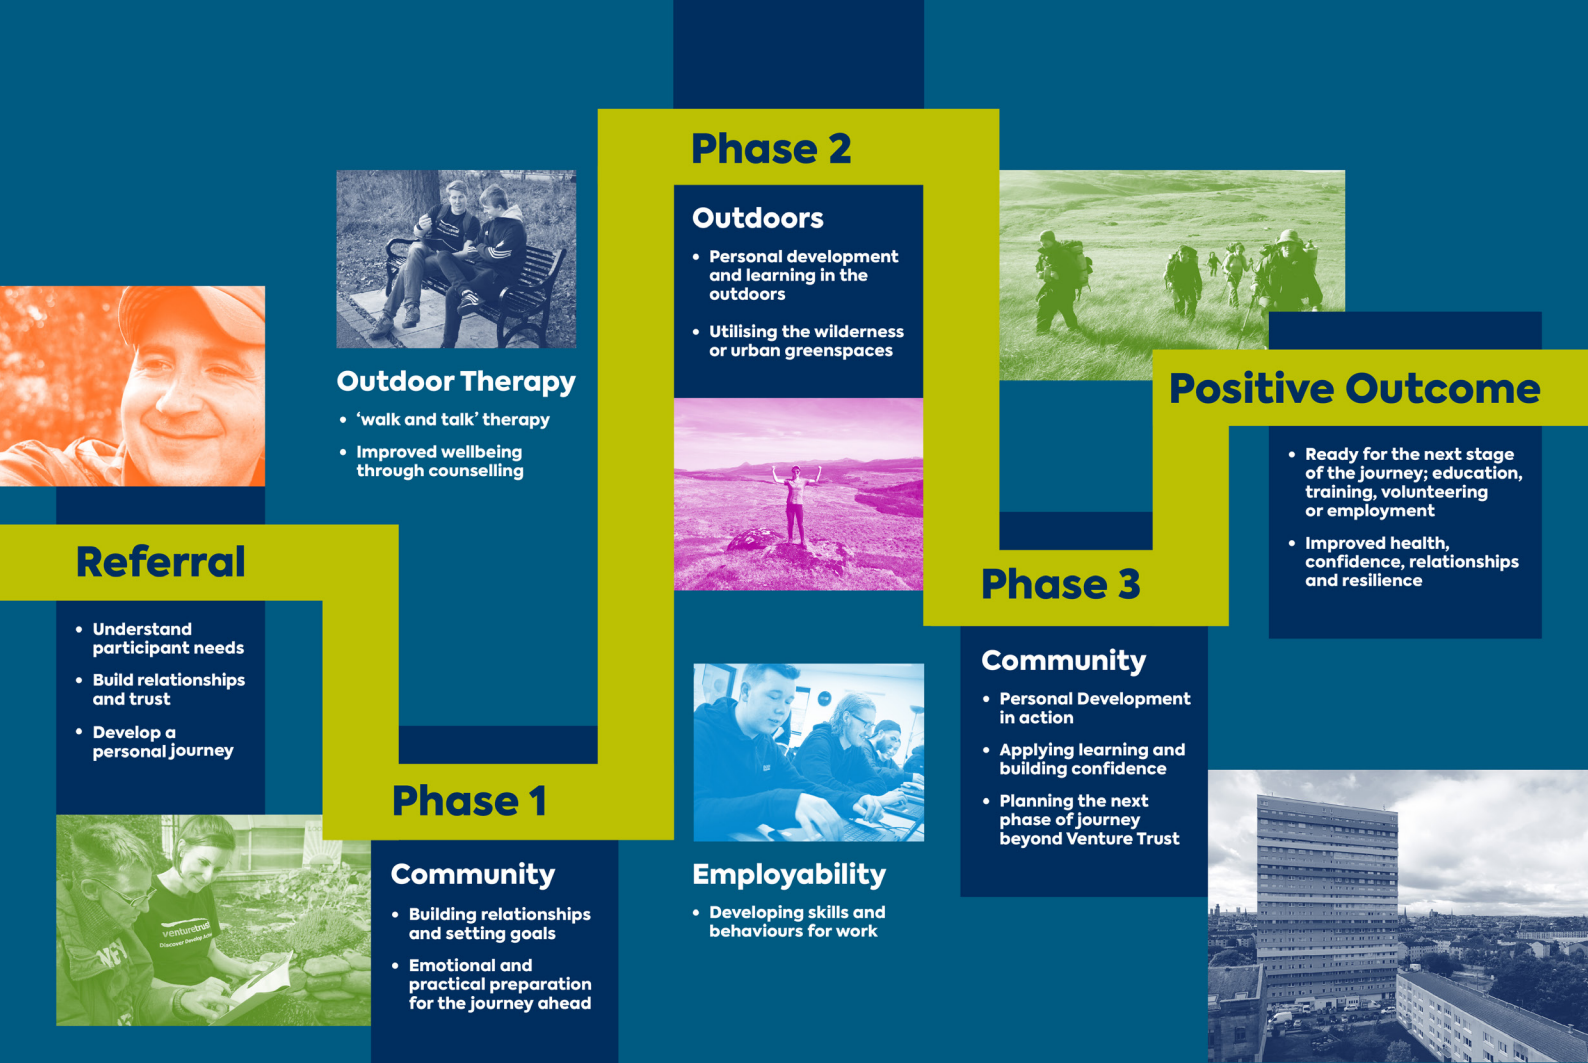 Referral
• Understand
participant needs
• Build relationships
and trust
• Develop a
personal journey
venturetrust
Outdoor Therapy
• ‘walk and talk’ therapy
• Improved wellbeing
through counselling
Phase 1
Community
• Building relationships
and setting goals
• Emotional and
practical preparation
for the journey ahead
Phase 2
Outdoors
• Personal development
and learning in the
outdoors
• Utilising the wilderness
or urban greenspaces
Employability
• Developing skills and
behaviours for work
Phase 3
Community
• Personal Development
in action
• Applying learning and
building confidence
• Planning the next
phase of journey
beyond Venture Trust
Positive Outcome
• Ready for the next stage
of the journey; education,
training, volunteering
or employment
• Improved health,
confidence, relationships
and resilience